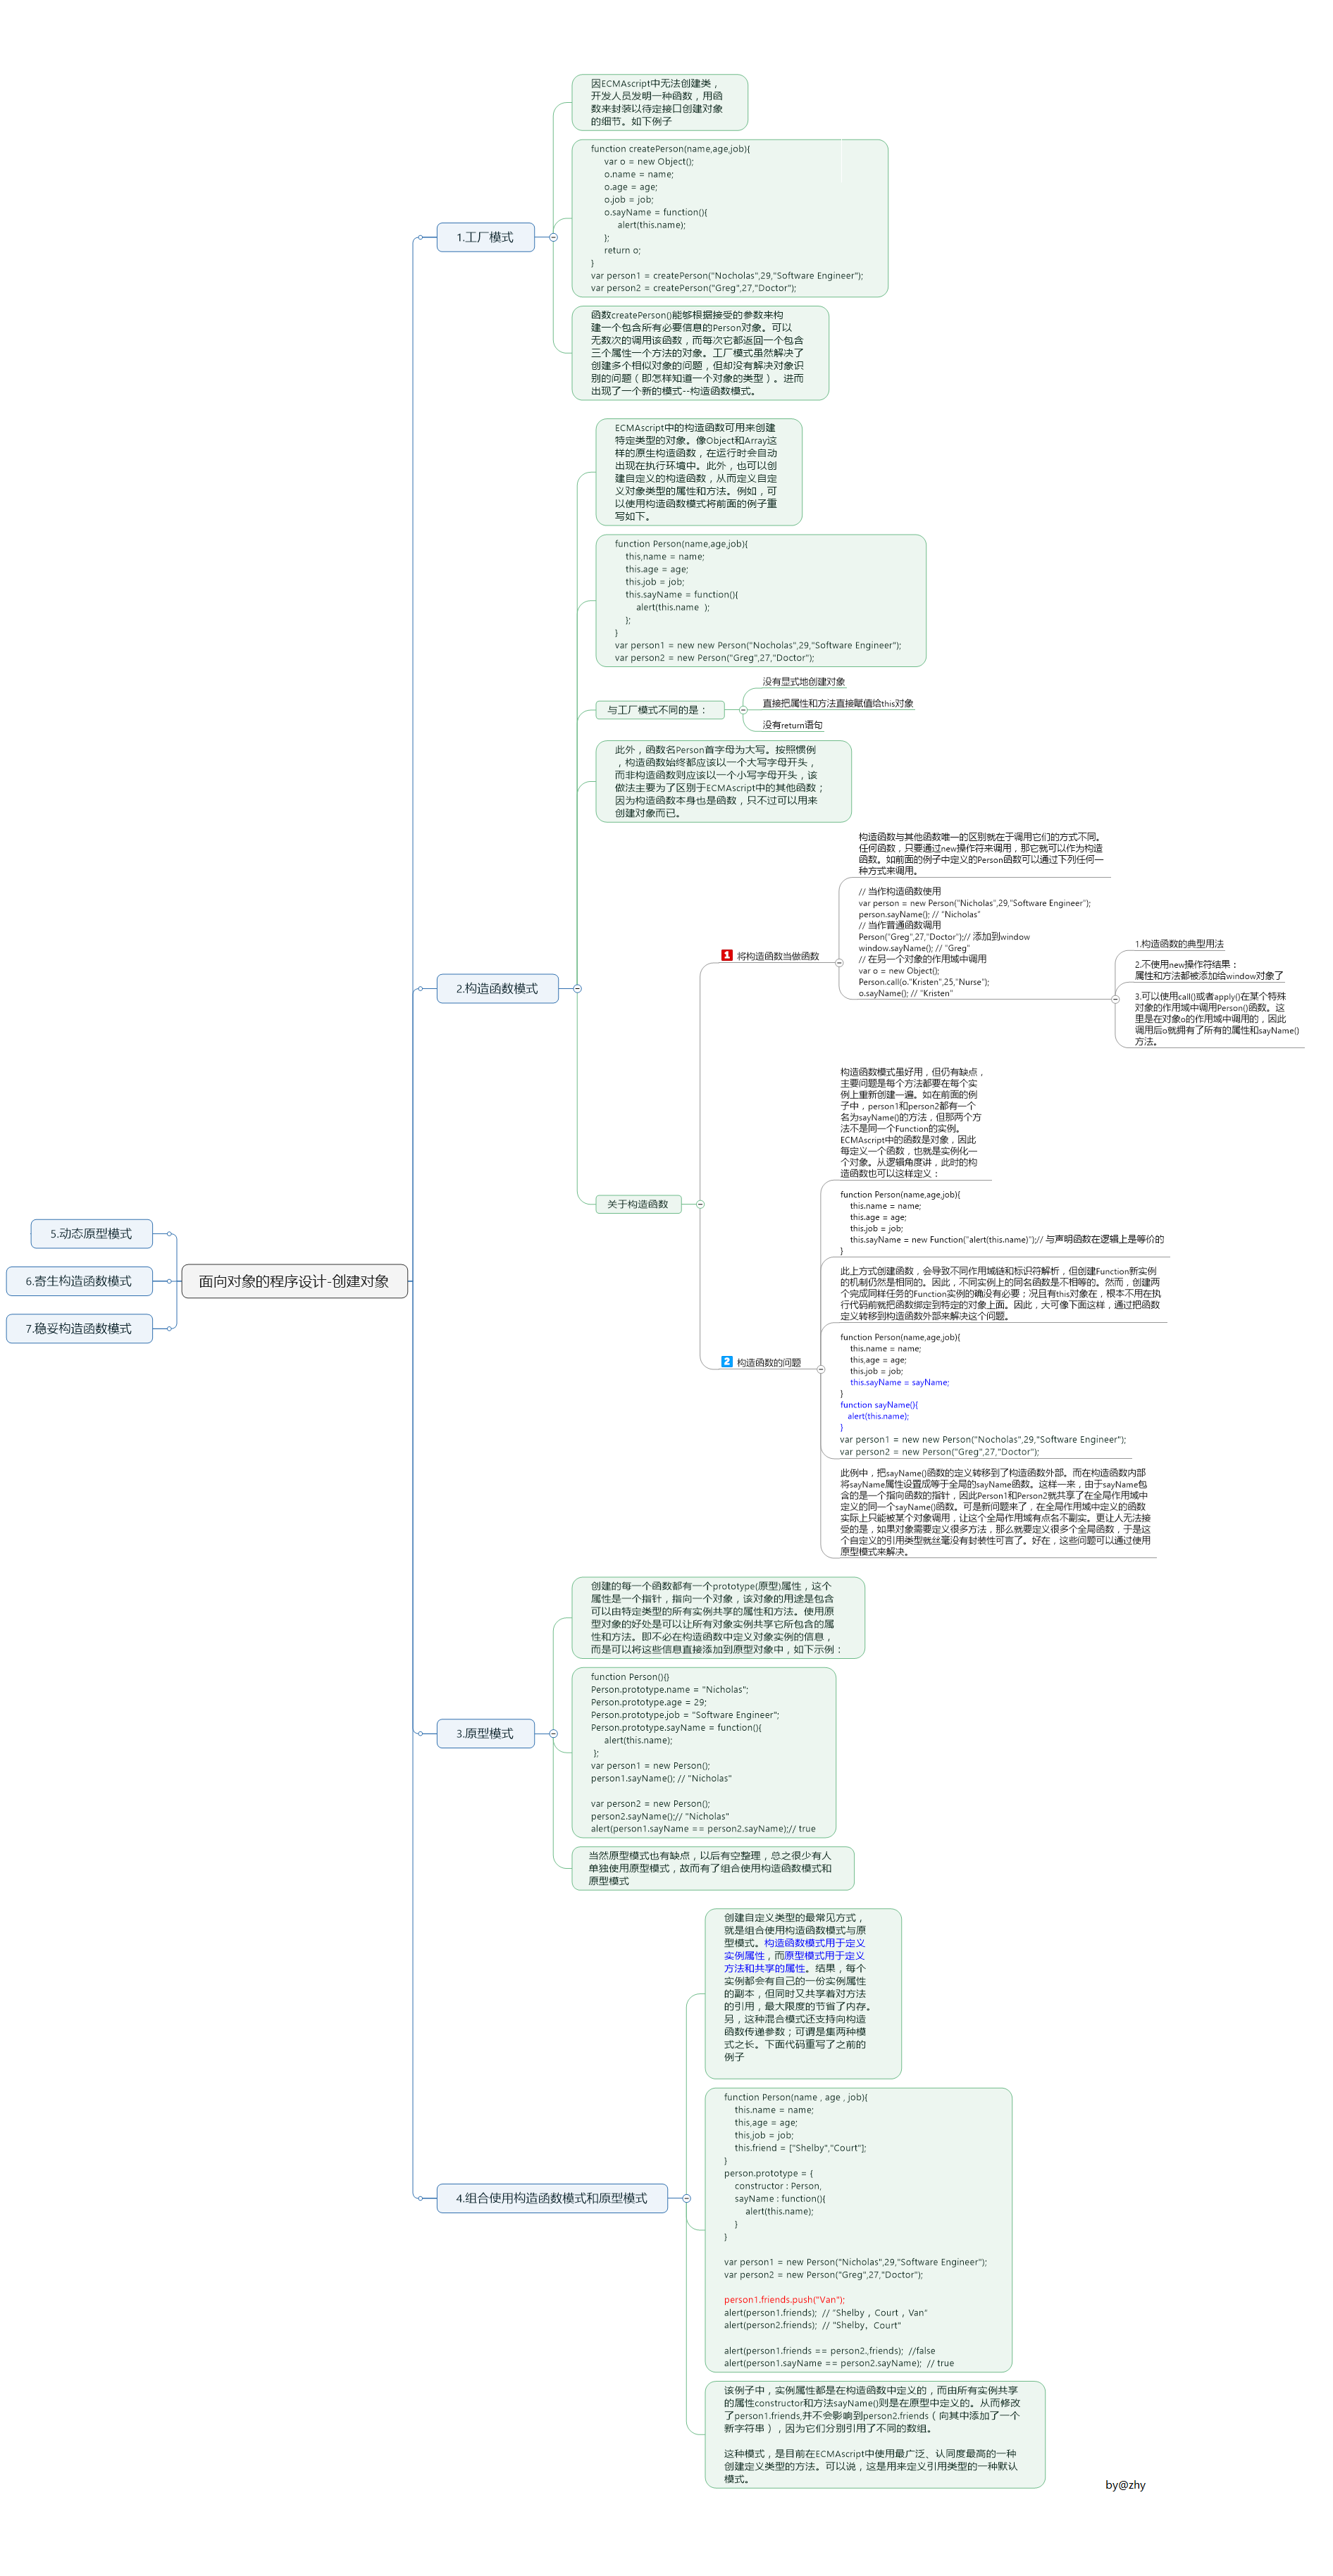 因ECMAscript中无法创建类，
开发人员发明一种函数，用函
数来封装以待定接口创建对象
的细节。如下例子
function createPerson(name,age,job){
var o = new Object();
o.name = name;
o.age = age;
o.job = job;
o.sayName = function(){
alert(this.name);
};
return o;
}
var person1 = createPerson("Nocholas",29,"Software Engineer");
var person2 = createPerson("Greg",27,"Doctor");
1.工厂模式
函数createPerson()能够根据接受的参数来构
建一个包含所有必要信息的Person对象。可以
无数次的调用该函数，而每次它都返回一个包含
三个属性一个方法的对象。工厂模式虽然解决了
创建多个相似对象的问题，但却没有解决对象识
别的问题（即怎样知道一个对象的类型）。进而
出现了一个新的模式--构造函数模式。
ECMAscript中的构造函数可用来创建
特定类型的对象。像Object和Array这
样的原生构造函数，在运行时会自动
出现在执行环境中。此外，也可以创
建自定义的构造函数，从而定义自定
义对象类型的属性和方法。例如，可
以使用构造函数模式将前面的例子重
写如下。
function Person(name,age,job){
this,name = name;
this.age = age;
this.job = job;
this.sayName = function(){
alert(this.name  );
};
}
var person1 = new new Person("Nocholas",29,"Software Engineer");
var person2 = new Person("Greg",27,"Doctor");
与工厂模式不同的是：
没有显式地创建对象
直接把属性和方法直接赋值给this对象
没有return语句
此外，函数名Person首字母为大写。按照惯例
，构造函数始终都应该以一个大写字母开头，
而非构造函数则应该以一个小写字母开头，该
做法主要为了区别于ECMAscript中的其他函数；
因为构造函数本身也是函数，只不过可以用来
创建对象而已。
2.构造函数模式
关于构造函数
1 将构造函数当做函数
构造函数与其他函数唯一的区别就在于调用它们的方式不同。
任何函数，只要通过new操作符来调用，那它就可以作为构造
函数。如前面的例子中定义的Person函数可以通过下列任何一
种方式来调用。
// 当作构造函数使用
var person = new Person("Nicholas",29,"Software Engineer");
person.sayName(); // "Nicholas"
// 当作普通函数调用
Person("Greg",27,"Doctor");// 添加到window
window.sayName(); // "Greg"
// 在另一个对象的作用域中调用
var o = new Object();
Person.call(o."Kristen",25,"Nurse");
o.sayName(); // "Kristen"
1.构造函数的典型用法
2.不使用new操作符结果：
属性和方法都被添加给window对象了
3.可以使用call()或者apply()在某个特殊
对象的作用域中调用Person()函数。这
里是在对象o的作用域中调用的，因此
调用后o就拥有了所有的属性和sayName()
方法。
2 构造函数的问题
构造函数模式虽好用，但仍有缺点，
主要问题是每个方法都要在每个实
例上重新创建一遍。如在前面的例
子中，person1和person2都有一个
名为sayName()的方法，但那两个方
法不是同一个Function的实例。
ECMAscript中的函数是对象，因此
每定义一个函数，也就是实例化一
个对象。从逻辑角度讲，此时的构
造函数也可以这样定义：
function Person(name,age,job){
this.name = name;
this.age = age;
this.job = job;
this.sayName = new Function("alert(this.name)");// 与声明函数在逻辑上是等价的
}
此上方式创建函数，会导致不同作用域链和标识符解析，但创建Function新实例
的机制仍然是相同的。因此，不同实例上的同名函数是不相等的。然而，创建两
个完成同样任务的Function实例的确没有必要；况且有this对象在，根本不用在执
行代码前就把函数绑定到特定的对象上面。因此，大可像下面这样，通过把函数
定义转移到构造函数外部来解决这个问题。
function Person(name,age,job){
this.name = name;
this,age = age;
this.job = job;
this.sayName = sayName;
}
function sayName(){
alert(this.name);
}
var person1 = new new Person("Nocholas",29,"Software Engineer");
var person2 = new Person("Greg",27,"Doctor");
此例中，把sayName()函数的定义转移到了构造函数外部。而在构造函数内部
将sayName属性设置成等于全局的sayName函数。这样一来，由于sayName包
含的是一个指向函数的指针，因此Person1和Person2就共享了在全局作用域中
定义的同一个sayName()函数。可是新问题来了，在全局作用域中定义的函数
实际上只能被某个对象调用，让这个全局作用域有点名不副实。更让人无法接
受的是，如果对象需要定义很多方法，那么就要定义很多个全局函数，于是这
个自定义的引用类型就丝毫没有封装性可言了。好在，这些问题可以通过使用
原型模式来解决。
5.动态原型模式
6.寄生构造函数模式
7.稳妥构造函数模式
面向对象的程序设计-创建对象
创建的每一个函数都有一个prototype(原型)属性，这个
属性是一个指针，指向一个对象，该对象的用途是包含
可以由特定类型的所有实例共享的属性和方法。使用原
型对象的好处是可以让所有对象实例共享它所包含的属
性和方法。即不必在构造函数中定义对象实例的信息，
而是可以将这些信息直接添加到原型对象中，如下示例：
function Person(){}
Person.prototype.name = "Nicholas";
Person.prototype.age = 29;
Person.prototype.job = "Software Engineer";
Person.prototype.sayName = function(){
alert(this.name);
};
var person1 = new Person();
person1.sayName(); // "Nicholas"
var person2 = new Person();
person2.sayName();// "Nicholas"
alert(person1.sayName == person2.sayName);// true
3.原型模式
当然原型模式也有缺点，以后有空整理，总之很少有人
单独使用原型模式，故而有了组合使用构造函数模式和
原型模式
创建自定义类型的最常见方式，
就是组合使用构造函数模式与原
型模式。构造函数模式用于定义
实例属性，而原型模式用于定义
方法和共享的属性。结果，每个
实例都会有自己的一份实例属性
的副本，但同时又共享着对方法
的引用，最大限度的节省了内存。
另，这种混合模式还支持向构造
函数传递参数；可谓是集两种模
式之长。下面代码重写了之前的
例子
function Person(name , age , job){
this.name = name;
this,age = age;
this,job = job;
this.friend = ["Shelby","Court"];
}
person.prototype = {
constructor : Person,
sayName : function(){
alert(this.name);
}
}
var person1 = new Person("Nicholas",29,"Software Engineer");
var person2 = new Person("Greg",27,"Doctor");
person1.friends.push("Van");
alert(person1.friends);  // "Shelby，Court，Van"
alert(person2.friends);  // "Shelby，Court"
alert(person1.friends == person2.,friends);  //false
alert(person1.sayName == person2.sayName);  // true
4.组合使用构造函数模式和原型模式
该例子中，实例属性都是在构造函数中定义的，而由所有实例共享
的属性constructor和方法sayName()则是在原型中定义的。从而修改
了person1.friends,并不会影响到person2.friends（向其中添加了一个
新字符串），因为它们分别引用了不同的数组。
这种模式，是目前在ECMAscript中使用最广泛、认同度最高的一种
创建定义类型的方法。可以说，这是用来定义引用类型的一种默认
模式。
by@zhy